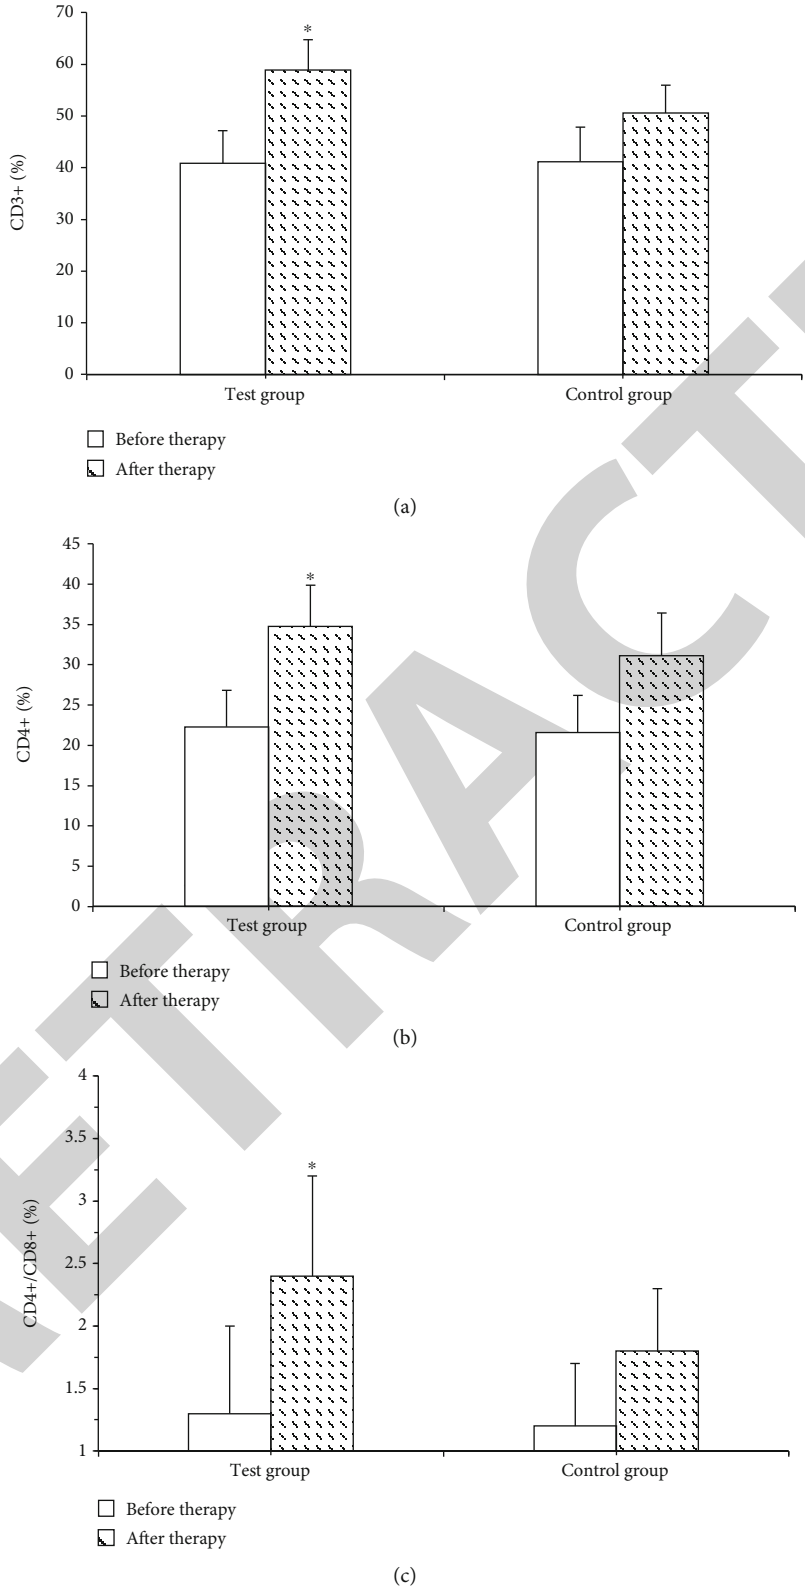 70
60
50
40
30
20
10
0
CD3+ (%)
*
Test group
Control group
Before therapy
After therapy
(a)
45
40
35
30
25
20
15
10
5
0
CD4+ (%)
*
Test group
Control group
Before therapy
After therapy
(b)
4
3.5
3
2.5
2
1.5
1
CD4+/CD8+ (%)
*
Test group
Control group
Before therapy
After therapy
(c)
ETRACT